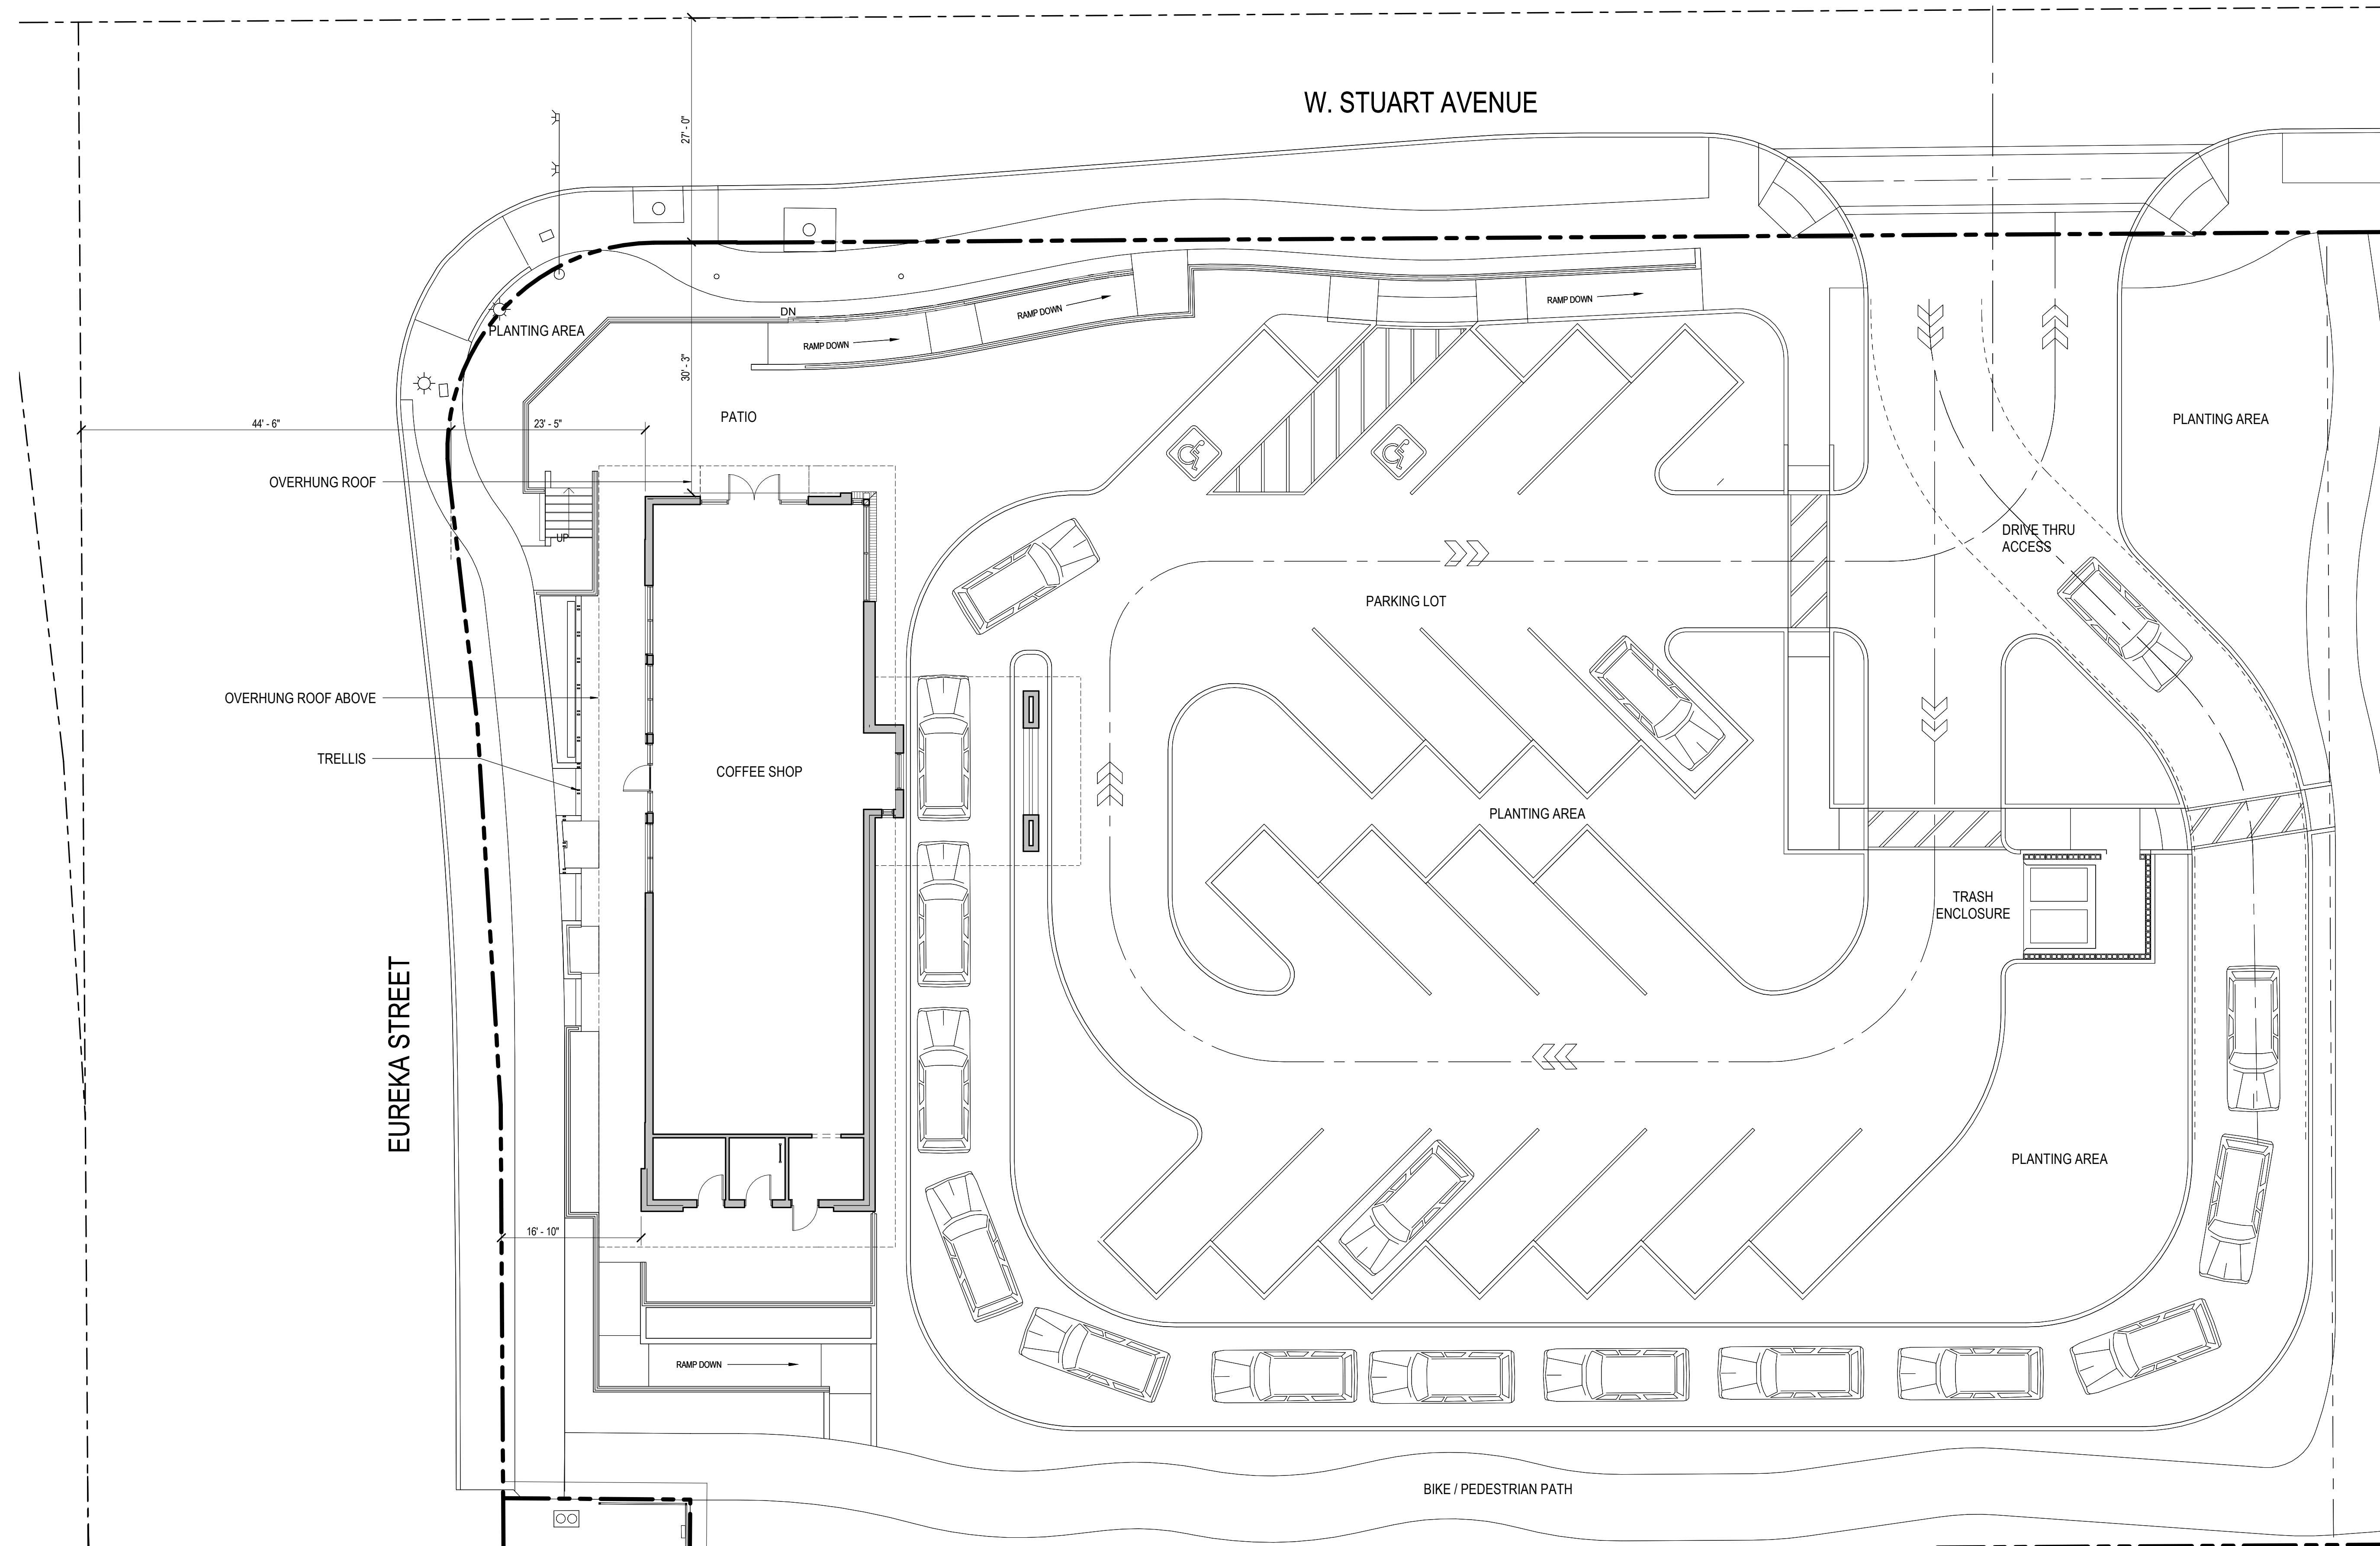 W. STUART AVENUE
27' - 0"
PLANTING AREA
DN
RAMP DOWN
RAMP DOWN
RAMP DOWN
30' - 3"
PATIO
44' - 6"
23' - 5"
PLANTING AREA
OVERHUNG ROOF
UP
DRIVE THRU
ACCESS
PARKING LOT
OVERHUNG ROOF ABOVE
TRELLIS
COFFEE SHOP
PLANTING AREA
TRASH
ENCLOSURE
EUREKA STREET
PLANTING AREA
16' - 10"
RAMP DOWN
BIKE / PEDESTRIAN PATH